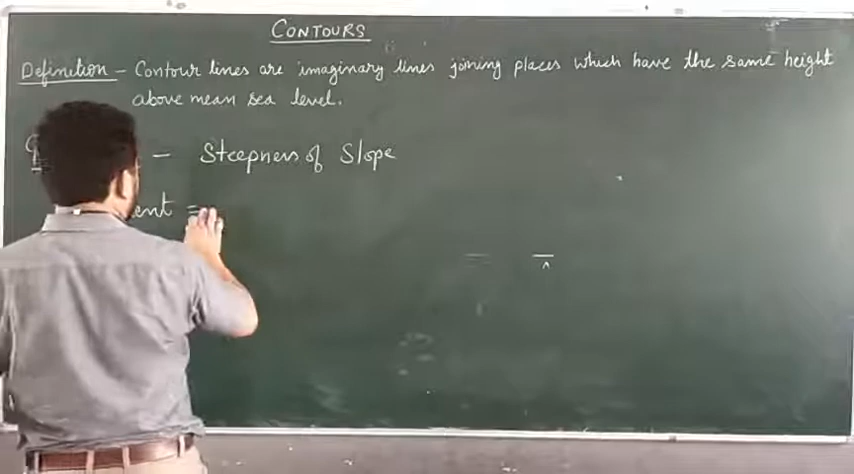 CONTOURS
Definition - Contour lines are imaginary lines joining places which have the same height
above mean sea level.
G - Steepness of Slope
ent =